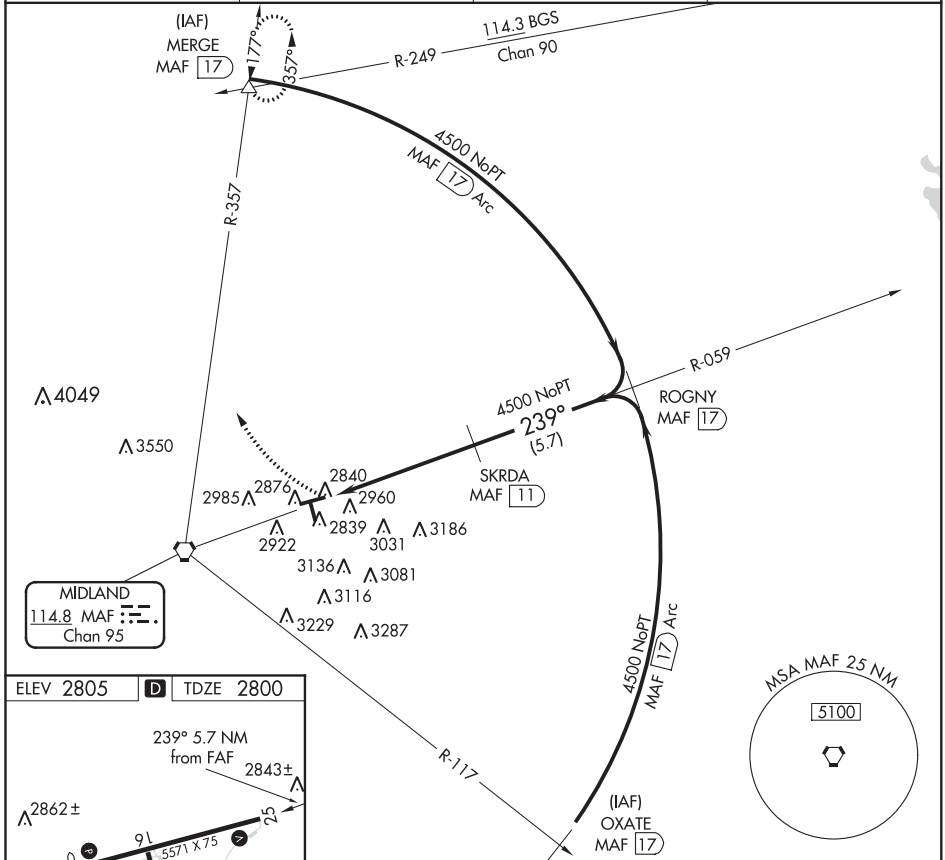 (IAF)
MERGE
MAF 17
177°
357°
114.3 BGS
R-249
Chan 90
4500 NoPT
MAF 17 Arc
R-357
R-059
4049
4500 NoPT
239°
(5.7)
ROGNY
MAF 17
3550
SKRDA
MAF 11
2985
2876
2840
2960
2922
2839
3031
3186
3136
3081
3116
3229
3287
MIDLAND
114.8 MAF
Chan 95
4500 NoPT
MAF 17 Arc
R-117
(IAF)
OXATE
MAF 17
MSA MAF 25 NM
5100
ELEV 2805 D TDZE 2800
239° 5.7 NM
from FAF
2843±
2862±
25
16
5571 X 75
P
V